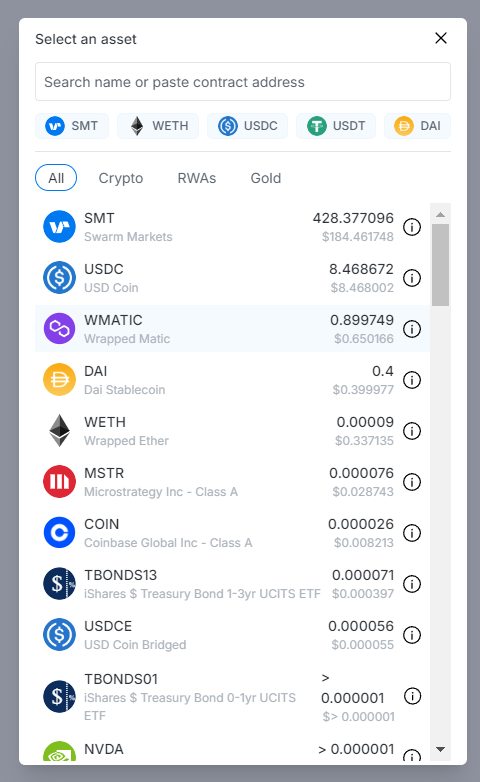 Select an asset
Search name or paste contract address
SMT WETH USDC USDT DAI
All Crypto RWAs Gold
SMT 428.377096
Swarm Markets $184.461748
USDC 8.468672
USD Coin $8.468002
WMATIC 0.899749
Wrapped Matic $0.650166
DAI 0.4
Dai Stablecoin $0.399977
WETH 0.00009
Wrapped Ether $0.337135
MSTR 0.000076
Microstrategy Inc - Class A $0.028743
COIN 0.000026
Coinbase Global Inc - Class A $0.008213
TBONDS13 0.000071
iShares $ Treasury Bond 1-3yr UCITS ETF $0.000397
USDCE 0.000056
USD Coin Bridged $0.000055
TBONDS01 >
iShares $ Treasury Bond 0-1yr UCITS 0.000001
ETF $> 0.000001
NVDA > 0.000001